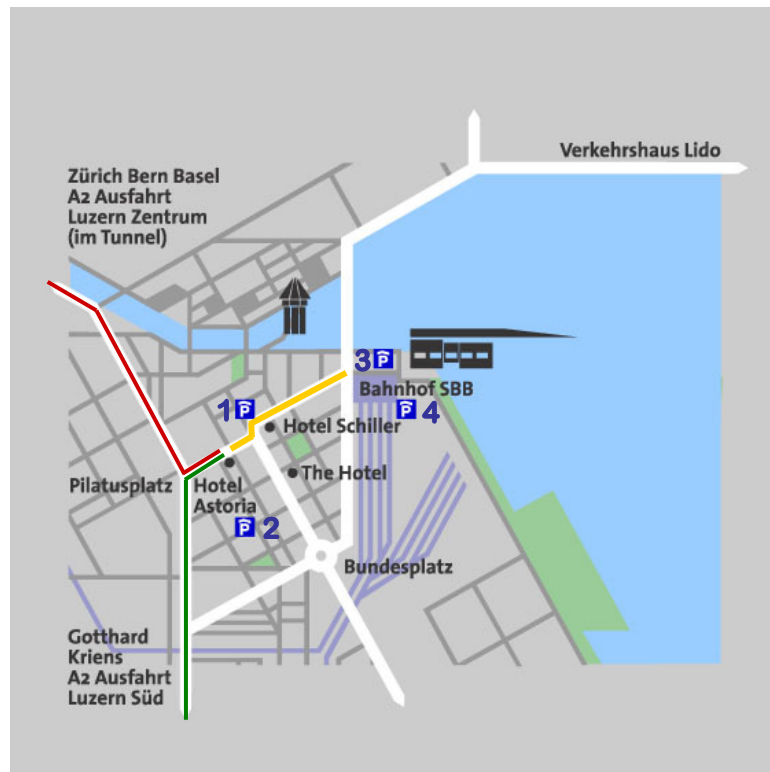 Verkehrshaus Lido
Zürich Bern Basel
A2 Ausfahrt
Luzern Zentrum
(im Tunnel)
3 P
Bahnhof SBB
1 P
P 4
Hotel Schiller
The Hotel
Pilatusplatz
Hotel
Astoria
P 2
Bundesplatz
Gotthard
Kriens
A2 Ausfahrt
Luzern Süd